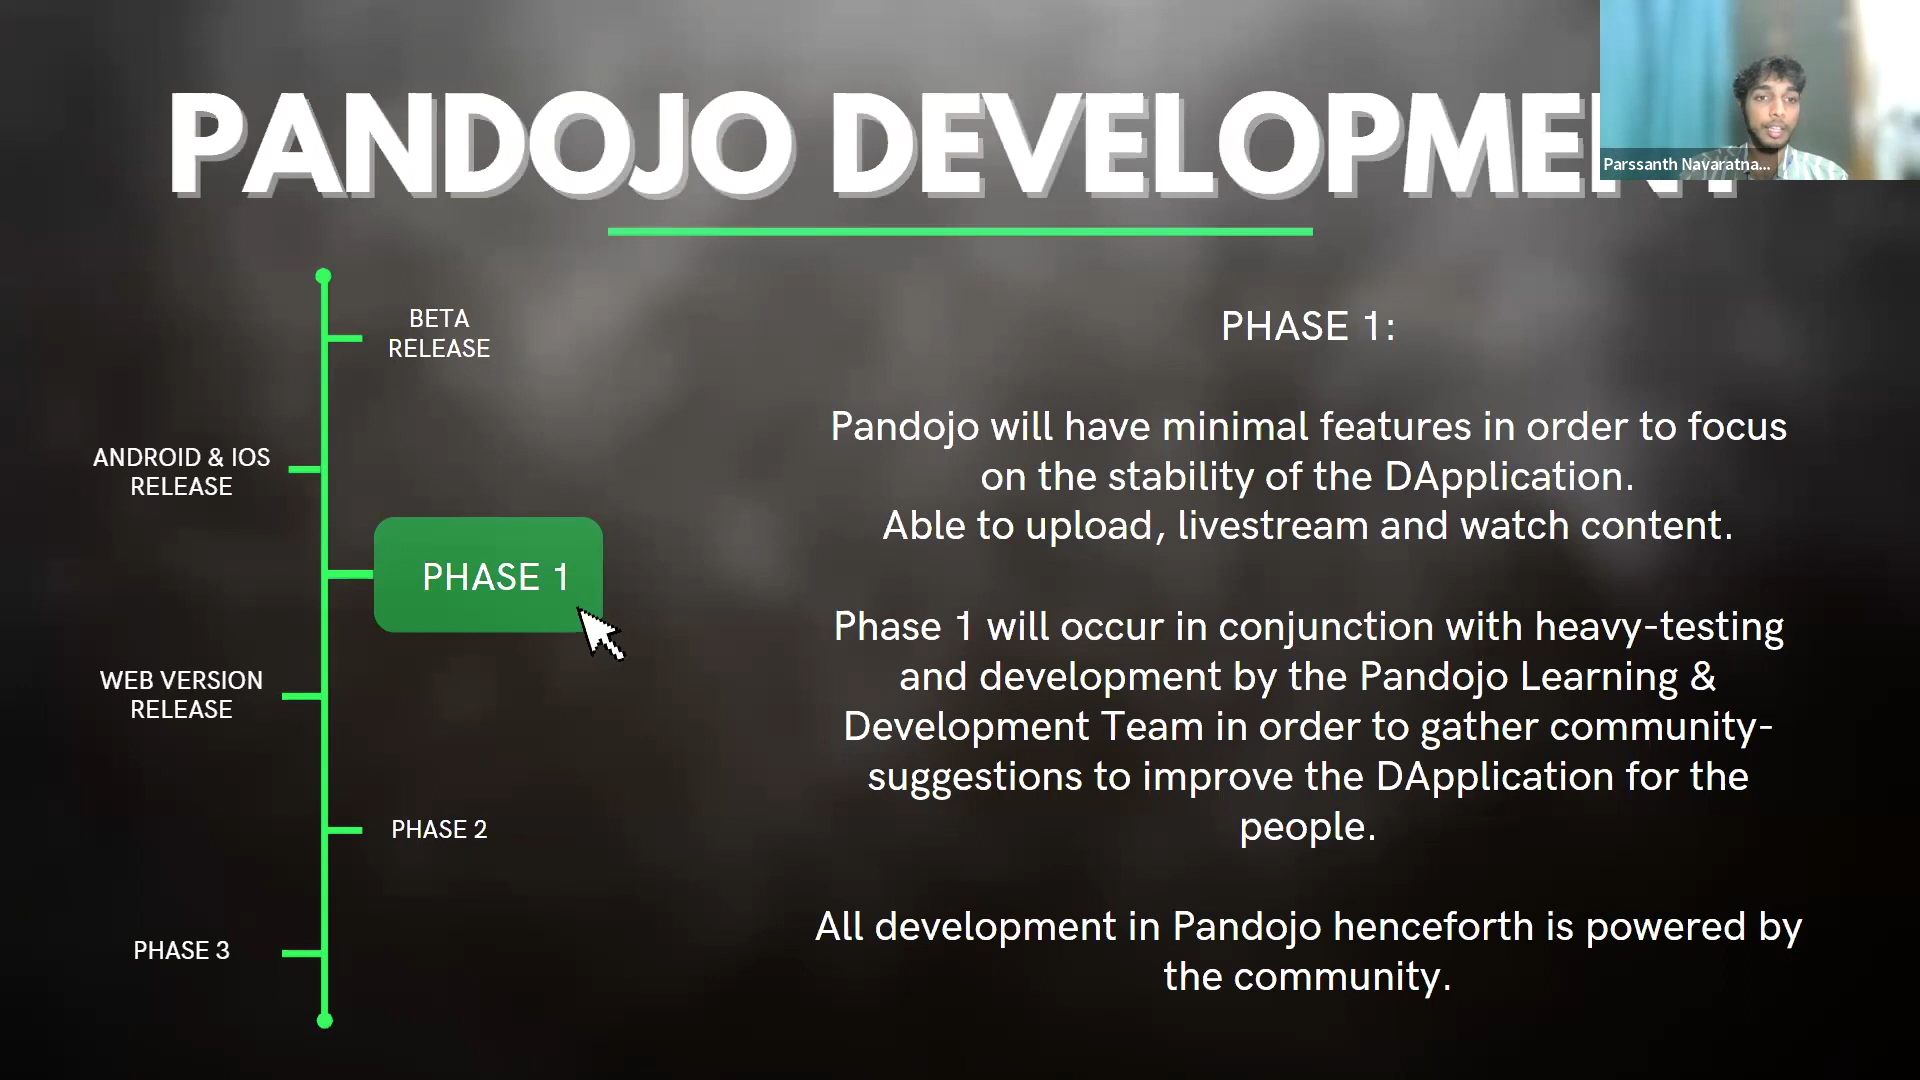 PANDOJO DEVELOPMENT
Parssanth Navaratna...
BETA
RELEASE
ANDROID & IOS
RELEASE
PHASE 1
WEB VERSION
RELEASE
PHASE 2
PHASE 3
PHASE 1:
Pandojo will have minimal features in order to focus
on the stability of the DApplication.
Able to upload, livestream and watch content.
Phase 1 will occur in conjunction with heavy-testing
and development by the Pandojo Learning &
Development Team in order to gather community-
suggestions to improve the DApplication for the
people.
All development in Pandojo henceforth is powered by
the community.